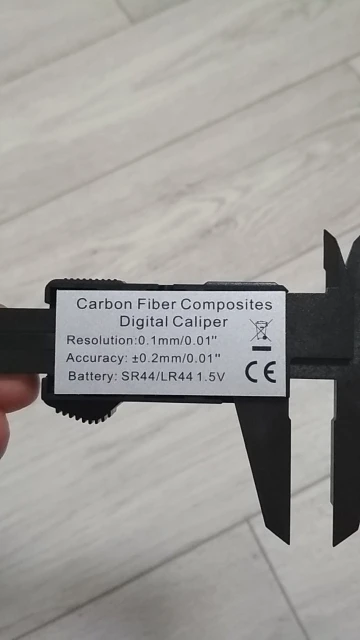 Carbon Fiber Composites
Digital Caliper
Resolution:0.1mm/0.01"
Accuracy: ±0.2mm/0.01"
Battery: SR44/LR44 1.5V
CE